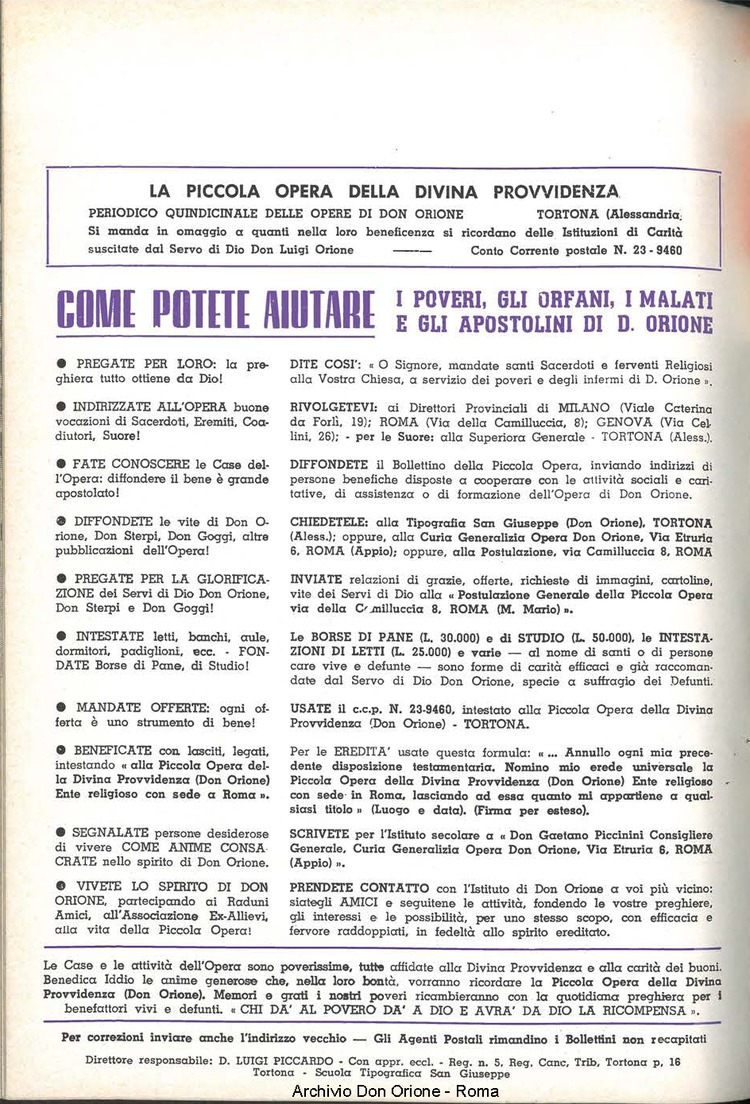 LA PICCOLA OPERA DELLA DIVINA PROVVIDENZA
PERIODICO QUINDICINALE DELLE OPERE DI DON ORIONE TORTONA (Alessandria)
Si manda in omaggio a quanti nella loro beneficenza si ricordano delle Istituzioni di Carità
suscitate dal Servo di Dio Don Luigi Orione ——— Conto Corrente postale N. 23-9460
COME POTETE AIUTARE
I POVERI, GLI ORFANI, I MALATI
E GLI APOSTOLINI DI D. ORIONE
● PREGATE PER LORO: la pre-
ghiera tutto ottiene da Dio!
DITE COSI': « O Signore, mandate santi Sacerdoti e ferventi Religiosi
alla Vostra Chiesa, a servizio dei poveri e degli infermi di D. Orione ».
● INDIRIZZATE ALL'OPERA buone
vocazioni di Sacerdoti, Eremiti, Coa-
diutori, Suore!
RIVOLGETEVI: ai Direttori Provinciali di MILANO (Viale Caterina
da Forlì, 19); ROMA (Via della Camilluccia, 8); GENOVA (Via Cel-
lini, 26); - per le Suore: alla Superiora Generale - TORTONA (Aless.).
● FATE CONOSCERE le Case del-
l'Opera: diffondere il bene è grande
apostolato!
DIFFONDETE il Bollettino della Piccola Opera, inviando indirizzi di
persone benefiche disposte a cooperare con le attività sociali e cari-
tative, di assistenza o di formazione dell'Opera di Don Orione.
● DIFFONDETE le vite di Don O-
rione, Don Sterpi, Don Goggi, altre
pubblicazioni dell'Opera!
CHIEDETELE: alla Tipografia San Giuseppe (Don Orione), TORTONA
(Aless.); oppure, alla Curia Generalizia Opera Don Orione, Via Etruria
6, ROMA (Appio); oppure, alla Postulazione, via Camilluccia 8, ROMA
● PREGATE PER LA GLORIFICA-
ZIONE dei Servi di Dio Don Orione,
Don Sterpi e Don Goggi!
INVIATE relazioni di grazie, offerte, richieste di immagini, cartoline,
vite dei Servi di Dio alla « Postulazione Generale della Piccola Opera
via della Camilluccia 8, ROMA (M. Mario) ».
● INTESTATE letti, banchi, aule,
dormitori, padiglioni, ecc. - FON-
DATE Borse di Pane, di Studio!
Le BORSE DI PANE (L. 30.000) e di STUDIO (L. 50.000), le INTESTA-
ZIONI DI LETTI (L. 25.000) e varie — al nome di santi o di persone
care vive e defunte — sono forme di carità efficaci e già raccoman-
date dal Servo di Dio Don Orione, specie a suffragio dei Defunti.
● MANDATE OFFERTE: ogni of-
ferta è uno strumento di bene!
USATE il c.c.p. N. 23-9460, intestato alla Piccola Opera della Divina
Provvidenza (Don Orione) - TORTONA.
● BENEFICATE con lasciti, legati,
intestando « alla Piccola Opera del-
la Divina Provvidenza (Don Orione)
Ente religioso con sede a Roma ».
Per le EREDITA' usate questa formula: « ... Annullo ogni mia prece-
dente disposizione testamentaria. Nomino mio erede universale la
Piccola Opera della Divina Provvidenza (Don Orione) Ente religioso
con sede in Roma, lasciando ad essa quanto mi appartiene a qual-
siasi titolo » (Luogo e data). (Firma per esteso).
● SEGNALATE persone desiderose
di vivere COME ANIME CONSA
CRATE nello spirito di Don Orione.
SCRIVETE per l'Istituto secolare a « Don Gaetano Piccinini Consigliere
Generale, Curia Generalizia Opera Don Orione, Via Etruria 6, ROMA
(Appio) ».
● VIVETE LO SPIRITO DI DON
ORIONE, partecipando ai Raduni
Amici, all'Associazione Ex-Allievi,
alla vita della Piccola Opera!
PRENDETE CONTATTO con l'Istituto di Don Orione a voi più vicino:
siategli AMICI e seguitene le attività, fondendo le vostre preghiere,
gli interessi e le possibilità, per uno stesso scopo, con efficacia e
fervore raddoppiati, in fedeltà allo spirito ereditato.
Le Case e le attività dell'Opera sono poverissime, tutte affidate alla Divina Provvidenza e alla carità dei buoni.
Benedica Iddio le anime generose che, nella loro bontà, vorranno ricordare la Piccola Opera della Divina
Provvidenza (Don Orione). Memori e grati i nostri poveri ricambieranno con la quotidiana preghiera per i
benefattori vivi e defunti. « CHI DA' AL POVERO DA' A DIO E AVRA' DA DIO LA RICOMPENSA ».
Per correzioni inviare anche l'indirizzo vecchio — Gli Agenti Postali rimandino i Bollettini non recapitati
Direttore responsabile: D. LUIGI PICCARDO - Con appr. eccl. - Reg. n. 5, Reg, Canc, Trib, Tortona p, 16
Tortona - Scuola Tipografica San Giuseppe
Archivio Don Orione - Roma